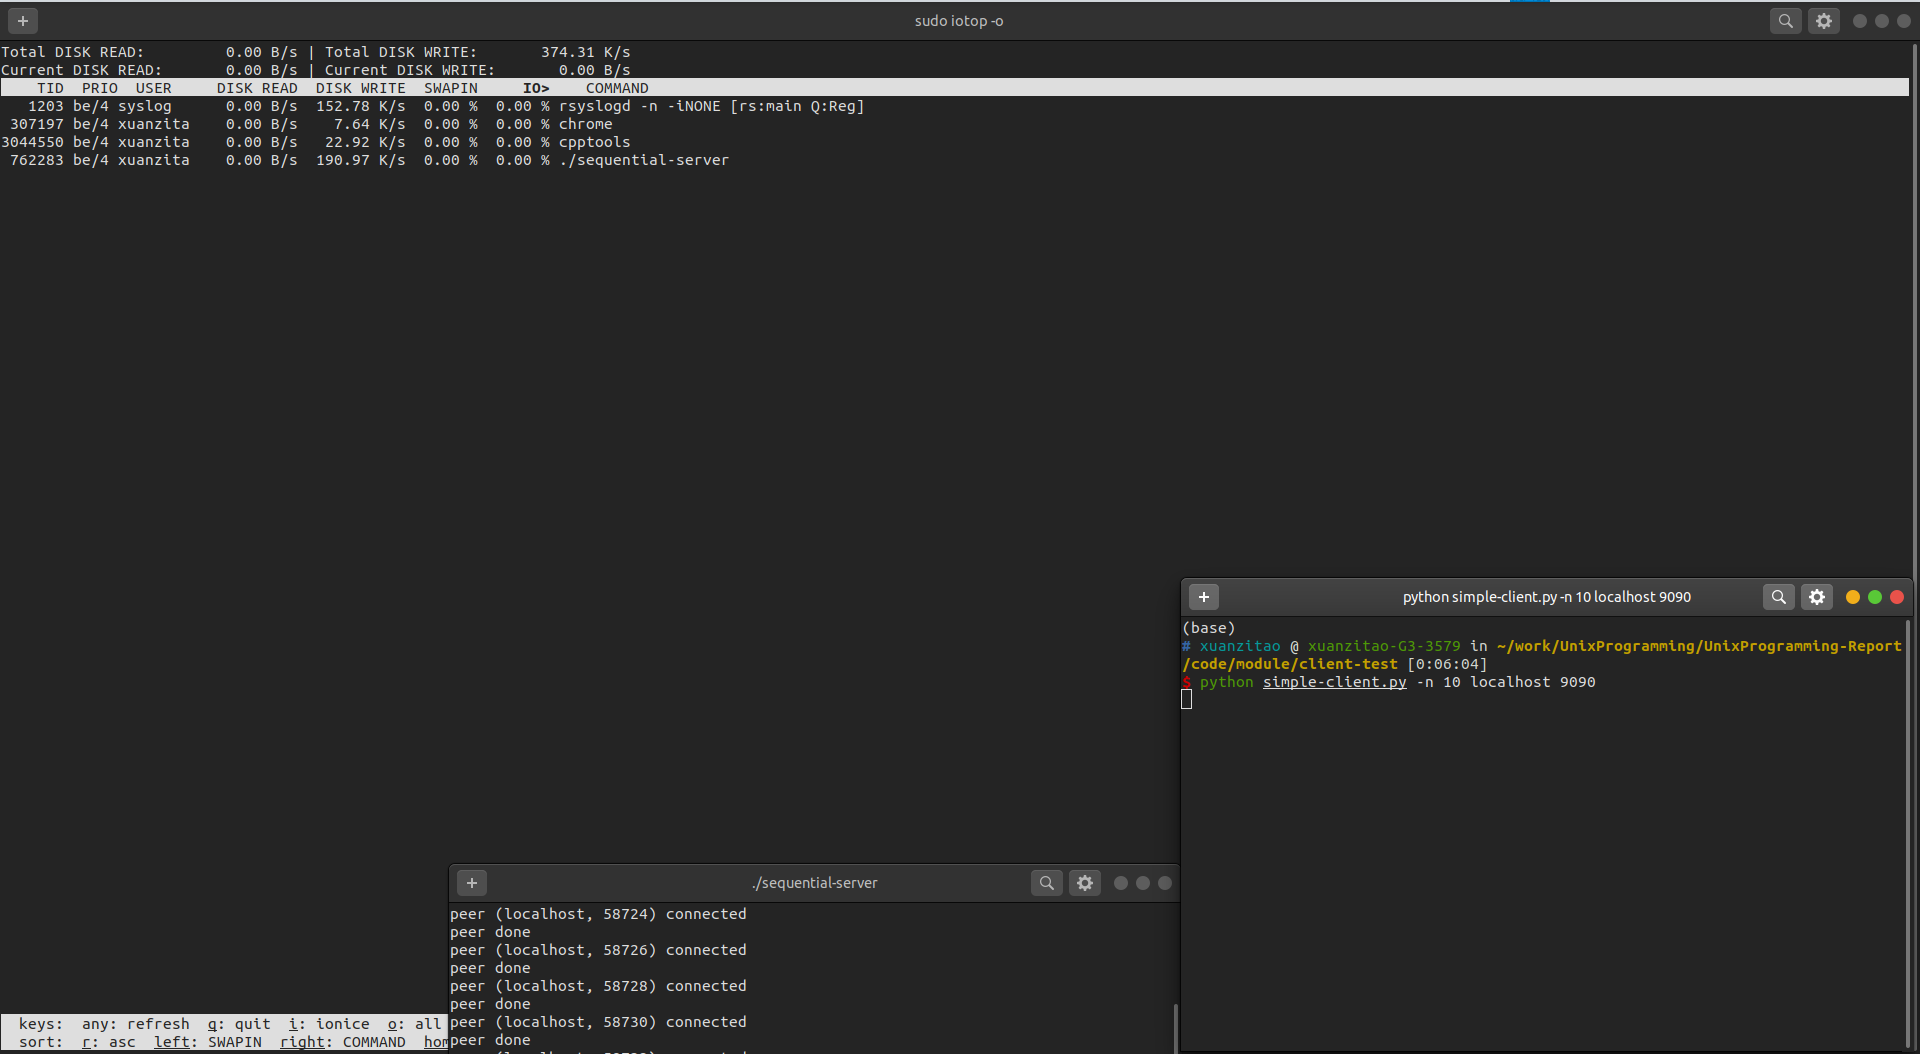 sudo iotop -o
Total DISK READ:         0.00 B/s | Total DISK WRITE:       374.31 K/s
Current DISK READ:       0.00 B/s | Current DISK WRITE:       0.00 B/s
    TID  PRIO  USER     DISK READ  DISK WRITE  SWAPIN     IO>    COMMAND
   1203 be/4 syslog      0.00 B/s  152.78 K/s  0.00 %  0.00 % rsyslogd -n -iNONE [rs:main Q:Reg]
 307197 be/4 xuanzita    0.00 B/s    7.64 K/s  0.00 %  0.00 % chrome
3044550 be/4 xuanzita    0.00 B/s   22.92 K/s  0.00 %  0.00 % cpptools
 762283 be/4 xuanzita    0.00 B/s  190.97 K/s  0.00 %  0.00 % ./sequential-server
python simple-client.py -n 10 localhost 9090
(base)
# xuanzitao @ xuanzitao-G3-3579 in ~/work/UnixProgramming/UnixProgramming-Report
/code/module/client-test [0:06:04]
$ python simple-client.py -n 10 localhost 9090
./sequential-server
peer (localhost, 58724) connected
peer done
peer (localhost, 58726) connected
peer done
peer (localhost, 58728) connected
peer done
peer (localhost, 58730) connected
peer done
keys:  any: refresh  q: quit  i: ionice  o: all
sort:  r: asc  left: SWAPIN  right: COMMAND  hom